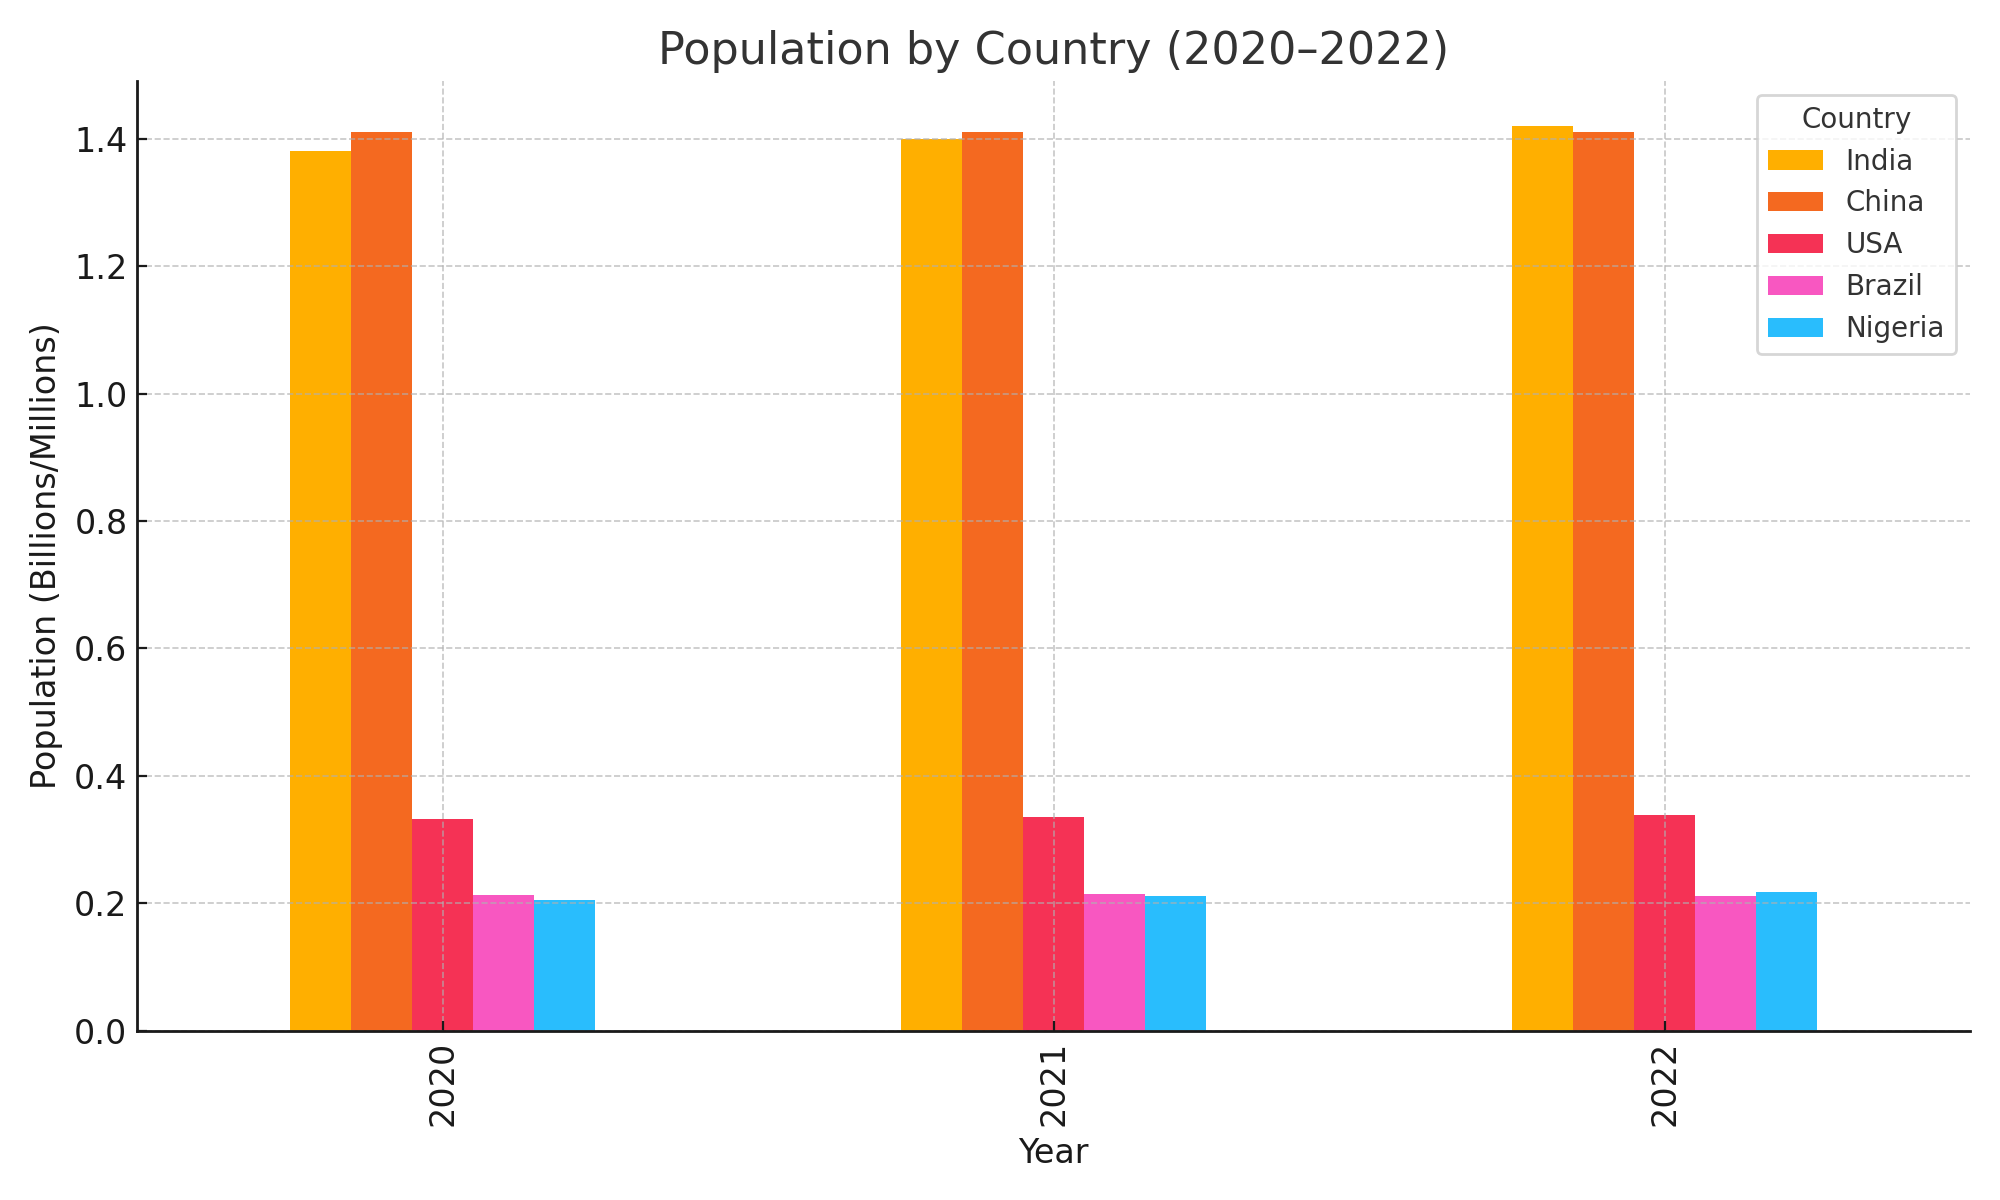 Population by Country (2020–2022)
Country
India
China
USA
Brazil
Nigeria
Population (Billions/Millions)
1.4
1.2
1.0
0.8
0.6
0.4
0.2
0.0
2020
2021
2022
Year